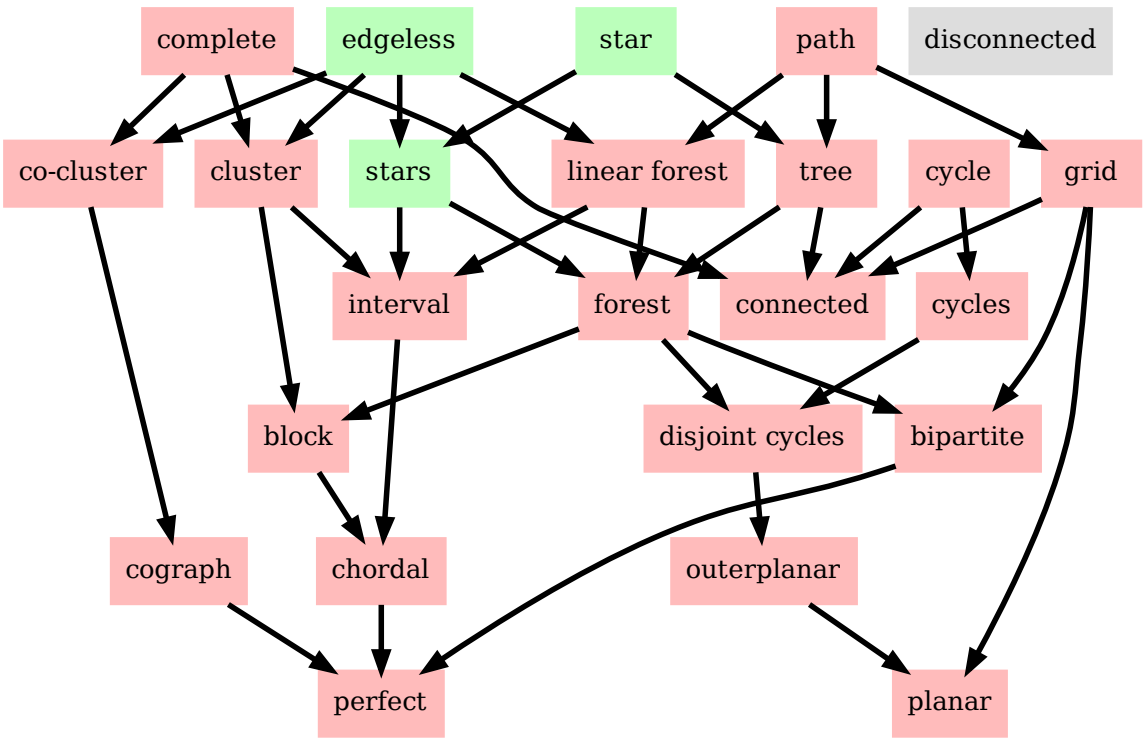 complete
edgeless
star
path
disconnected
co-cluster
cluster
stars
linear forest
tree
cycle
grid
interval
forest
connected
cycles
block
disjoint cycles
bipartite
cograph
chordal
outerplanar
perfect
planar